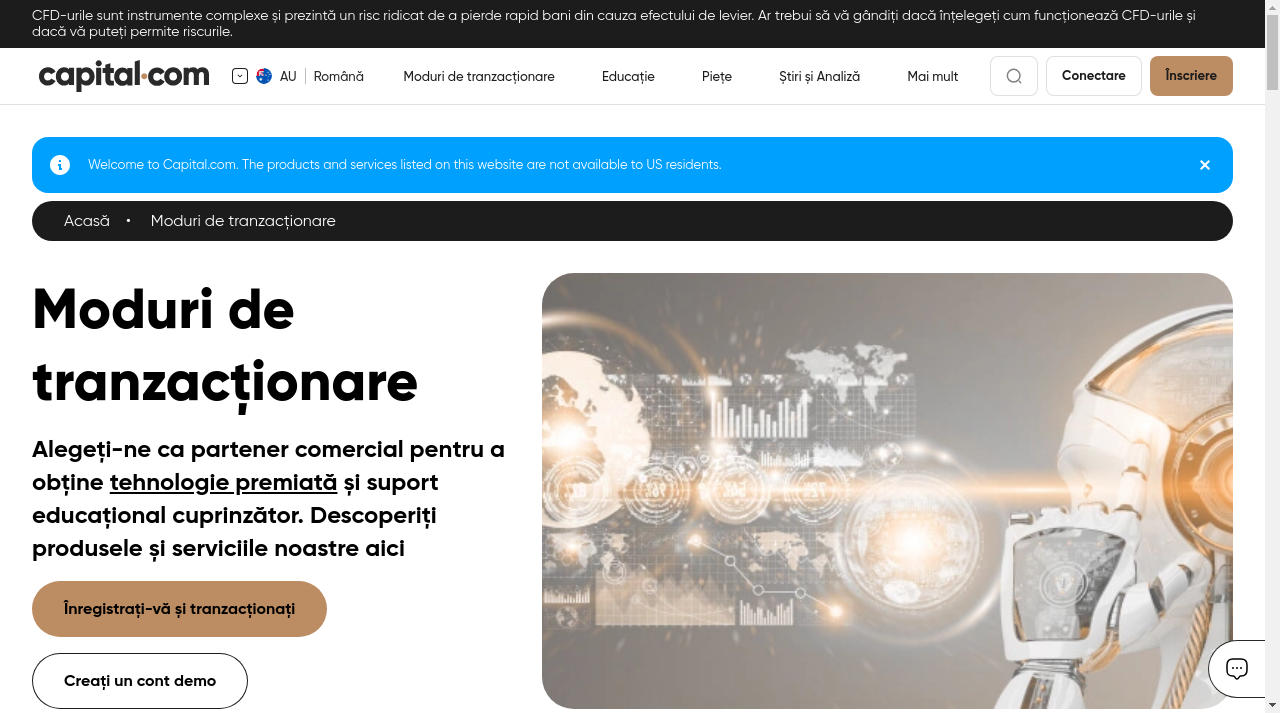 CFD-urile sunt instrumente complexe și prezintă un risc ridicat de a pierde rapid bani din cauza efectului de levier. Ar trebui să vă gândiți dacă înțelegeți cum funcționează CFD-urile și
dacă vă puteți permite riscurile.
capital.com AU Română Moduri de tranzacționare Educație Piețe Știri și Analiză Mai mult Conectare Înscriere
Welcome to Capital.com. The products and services listed on this website are not available to US residents.
Acasă • Moduri de tranzacționare
Moduri de
tranzacționare
Alegeți-ne ca partener comercial pentru a
obține tehnologie premiată și suport
educațional cuprinzător. Descoperiți
produsele și serviciile noastre aici
Înregistrați-vă și tranzacționați
Creați un cont demo